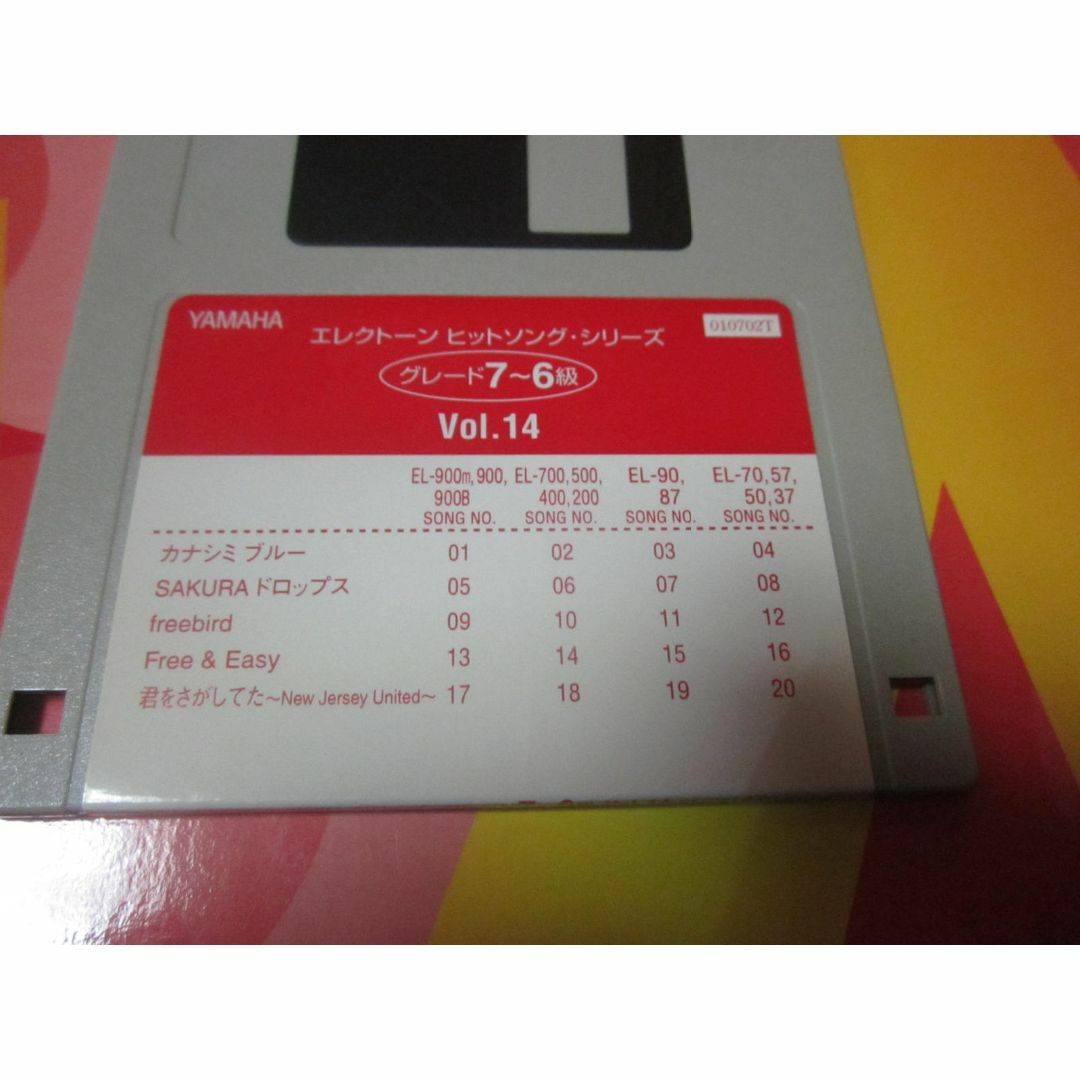 YAMAHA
エレクトーン ヒットソング・シリーズ
010702T
グレード7〜6級
Vol.14
EL-900m,900, EL-700,500, EL-90, EL-70,57,
900B 400,200 87 50,37
SONG NO. SONG NO. SONG NO. SONG NO.
カナシミ ブルー 01 02 03 04
SAKURA ドロップス 05 06 07 08
freebird 09 10 11 12
Free & Easy 13 14 15 16
君をさがしてた〜New Jersey United〜 17 18 19 20